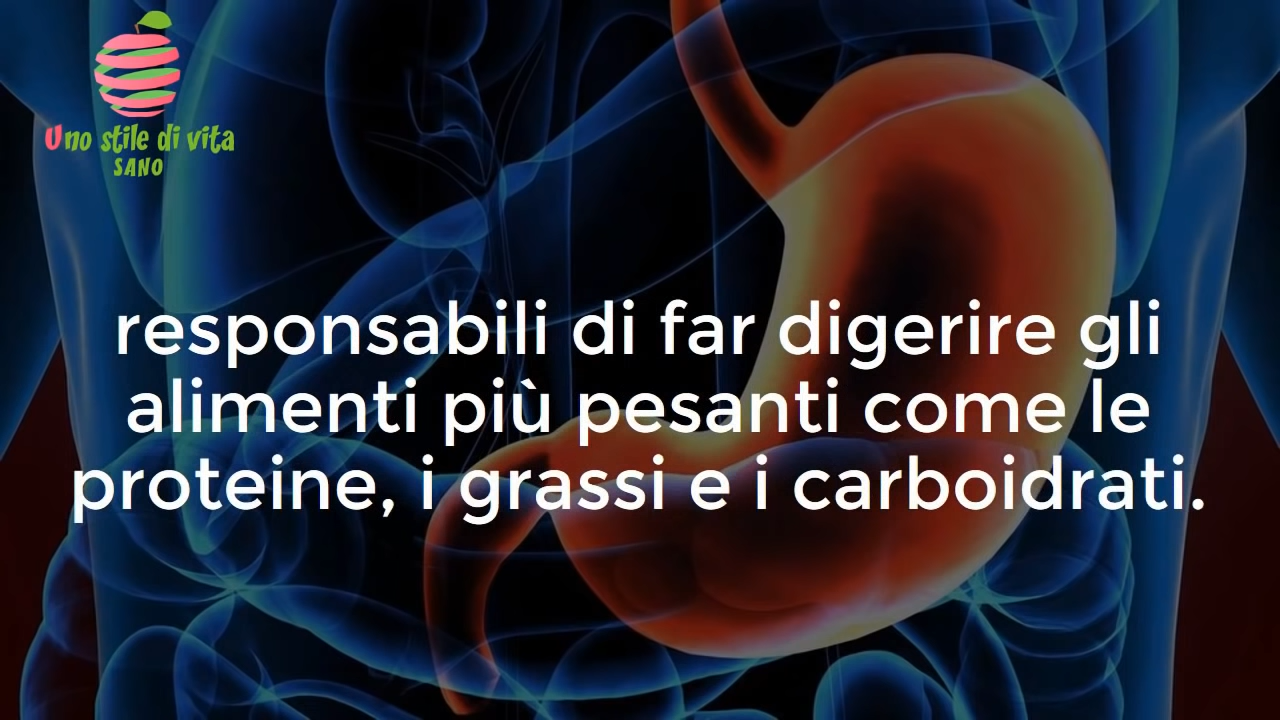 Uno stile di vita
SANO
responsabili di far digerire gli
alimenti più pesanti come le
proteine, i grassi e i carboidrati.